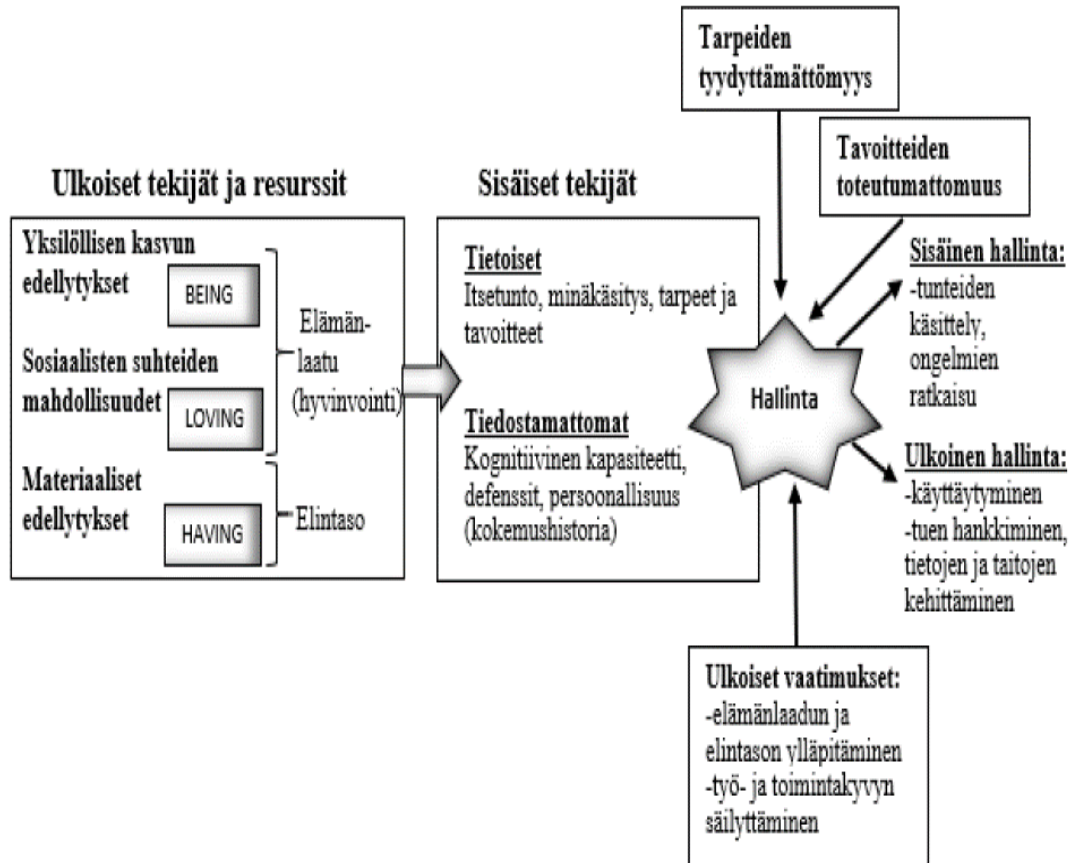 Tarpeiden
tyydyttämättömyys
Tavoitteiden
toteutumattomuus
Ulkoiset tekijät ja resurssit
Sisäiset tekijät
Yksilöllisen kasvun
edellytykset
BEING
Sosiaalisten suhteiden
mahdollisuudet
LOVING
Materiaaliset
edellytykset
HAVING
Elämän-
laatu
(hyvinvointi)
Elintaso
Tietoiset
Itsetunto, minäkäsitys, tarpeet ja
tavoitteet
Tiedostamattomat
Kognitiivinen kapasiteetti,
defenssit, persoonallisuus
(kokemushistoria)
Hallinta
Sisäinen hallinta:
-tunteiden
käsittely,
ongelmien
ratkaisu
Ulkoinen hallinta:
-käyttäytyminen
-tuen hankkiminen,
tietojen ja taitojen
kehittäminen
Ulkoiset vaatimukset:
-elämänlaadun ja
elintason ylläpitäminen
-työ- ja toimintakyvyn
säilyttäminen